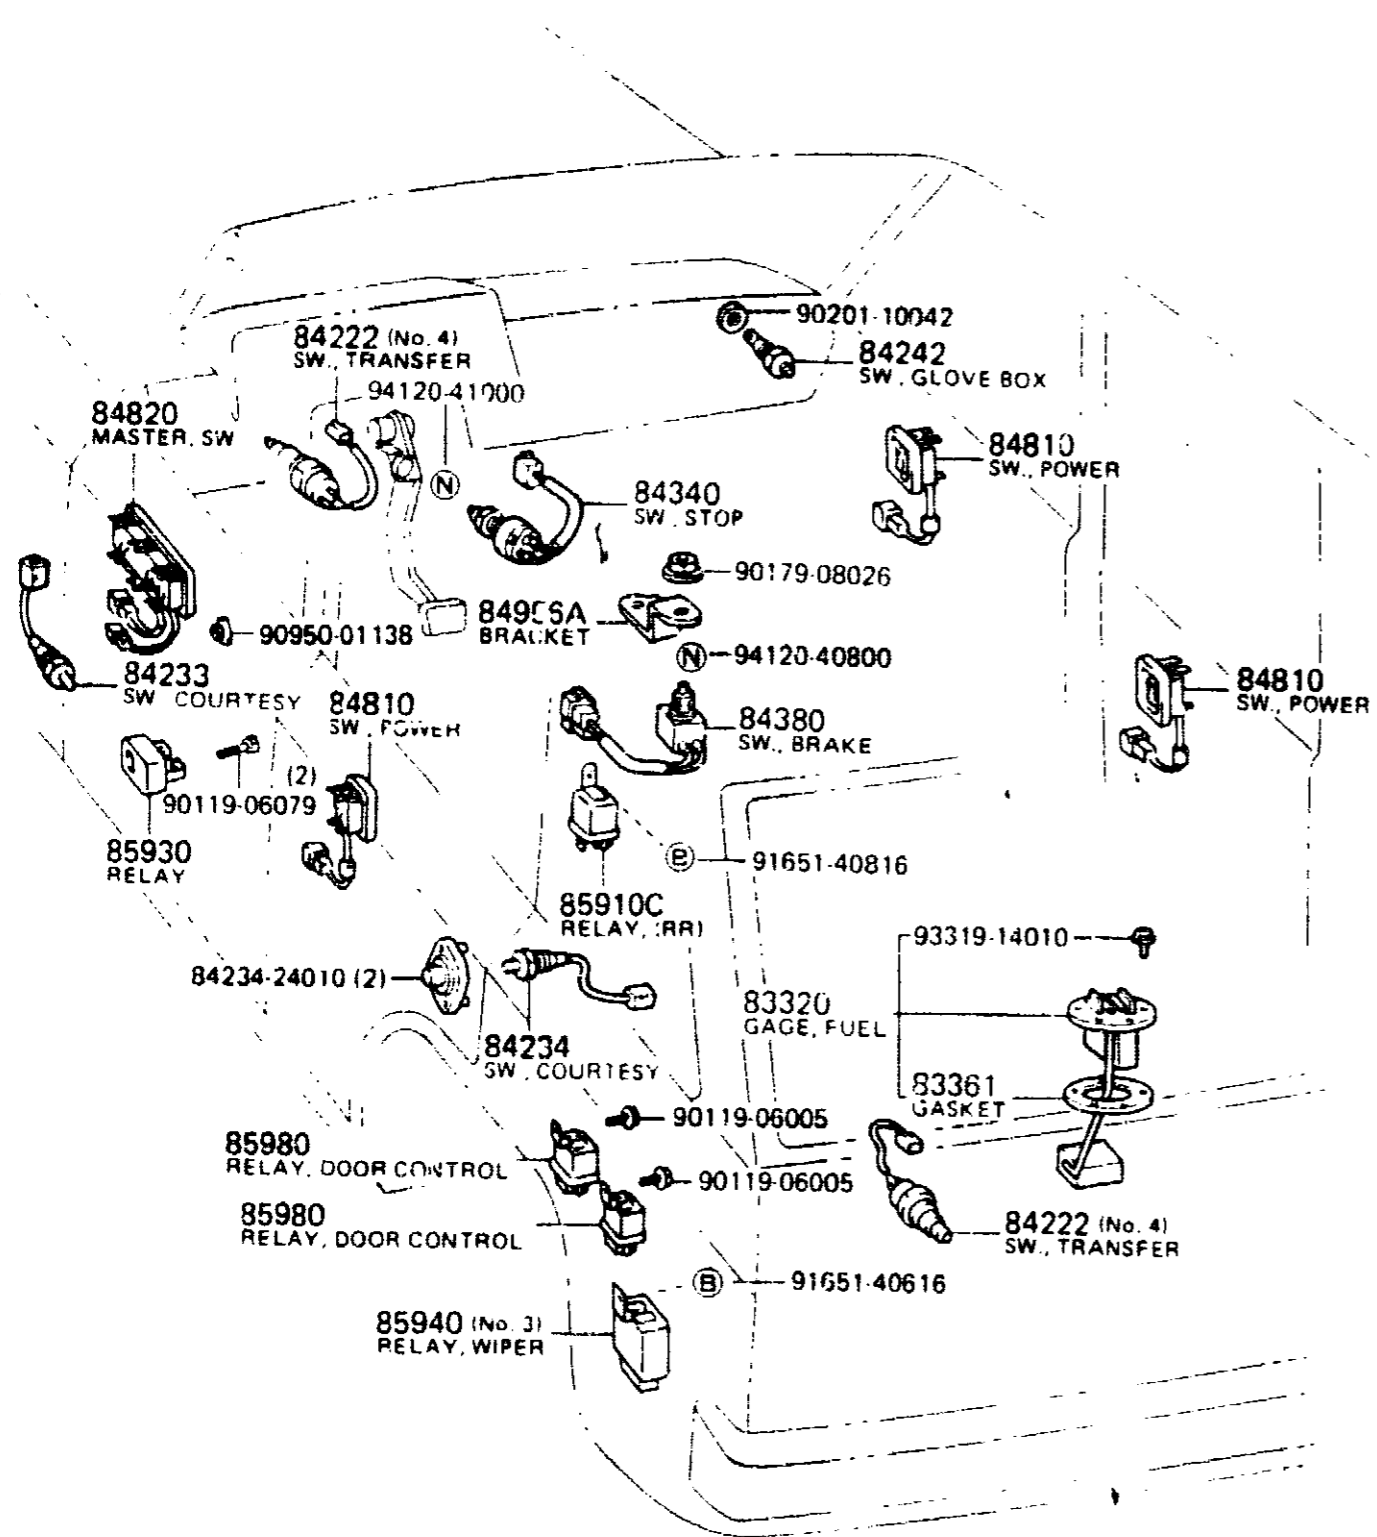 90201-10042
84222 (No. 4)
SW., TRANSFER
84242
SW., GLOVE BOX
94120-41000
84820
MASTER, SW
84810
SW., POWER
84340
SW., STOP
90179-08026
BRACKET
90950-01138
N
N
94120-40800
84233
SW., COURTESY
84810
SW., POWER
84810
SW., POWER
84380
SW., BRAKE
(2)
90119-06079
85930
RELAY
B
91651-40816
85910C
RELAY, (RR)
93319-14010
84234-24010 (2)
83320
GAGE, FUEL
84234
SW., COURTESY
83361
GASKET
90119-06005
85980
RELAY, DOOR CONTROL
90119-06005
85980
RELAY, DOOR CONTROL
84222 (No. 4)
SW., TRANSFER
B
91651-40616
85940 (No. 3)
RELAY, WIPER